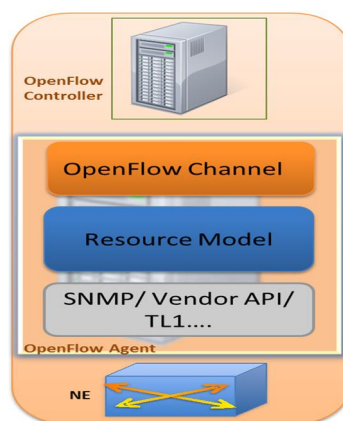 OpenFlow
Controller
OpenFlow Channel
Resource Model
SNMP/ Vendor API/
TL1....
OpenFlow Agent
NE